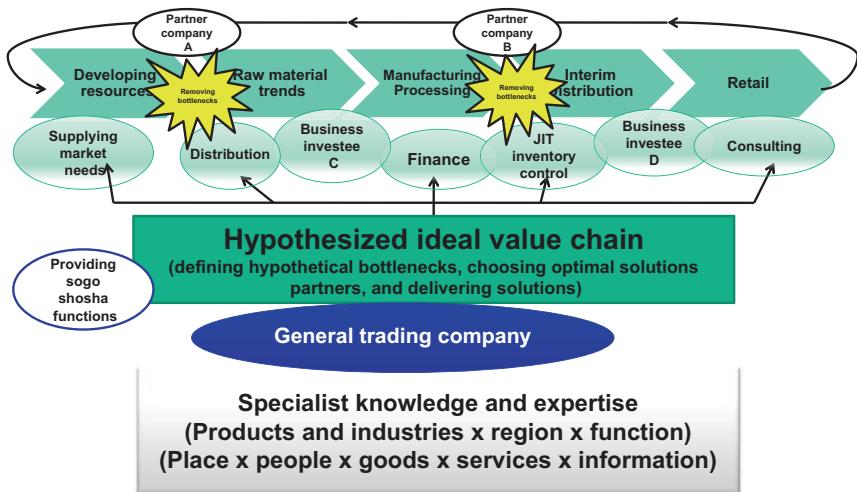 Partner
company
A
Partner
company
B
Developing
resource
Removing
bottlenecks
Raw material
trends
Manufacturing
Processing
Removing
bottlenecks
Interim
distribution
Retail
Supplying
market
needs
Distribution
Business
investee
C
Finance
JIT
inventory
control
Business
investee
D
Consulting
Hypothesized ideal value chain
(defining hypothetical bottlenecks, choosing optimal solutions
partners, and delivering solutions)
Providing
sogo
shosha
functions
General trading company
Specialist knowledge and expertise
(Products and industries x region x function)
(Place x people x goods x services x information)